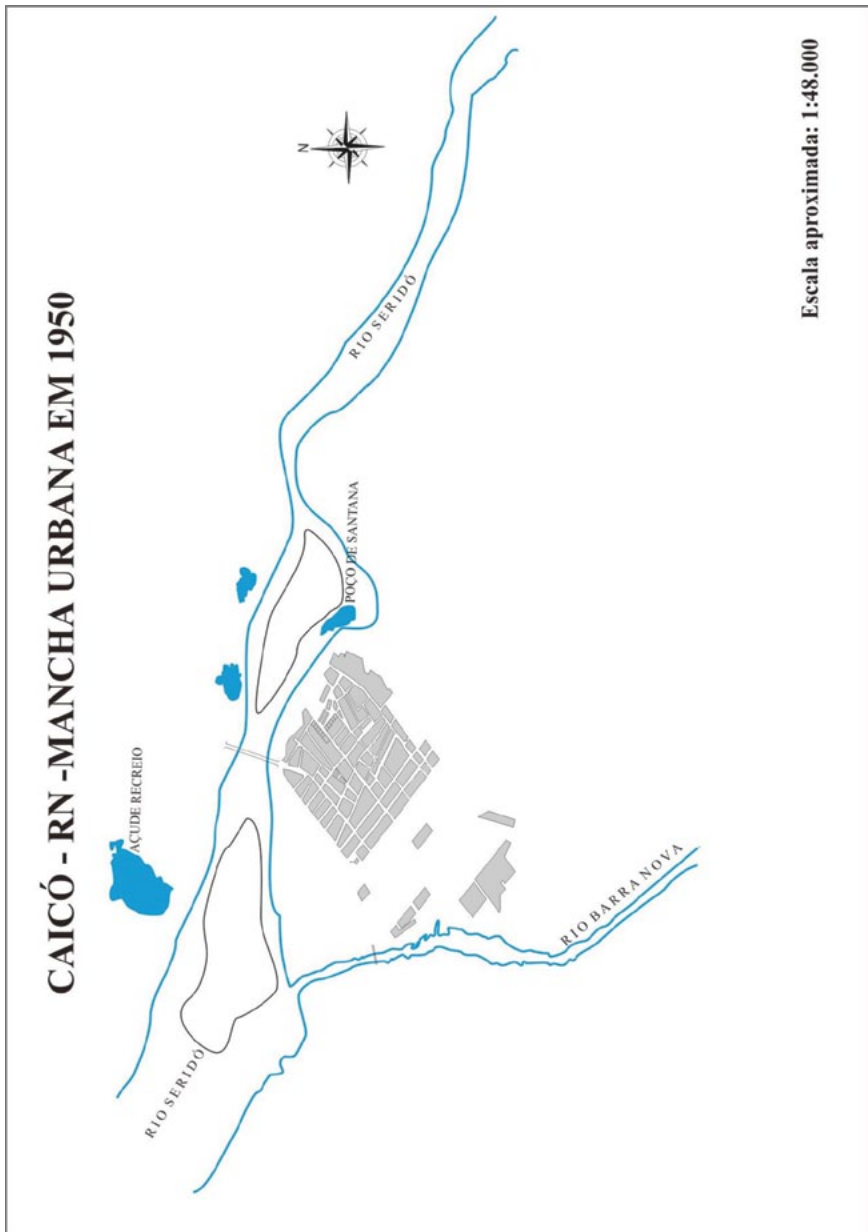 CAICÓ - RN -MANCHA URBANA EM 1950
AÇUDE RECREIO
N
RIO SERIDÓ
POÇO DE SANTANA
RIO SERIDÓ
RIO BARRA NOVA
Escala aproximada: 1:48.000